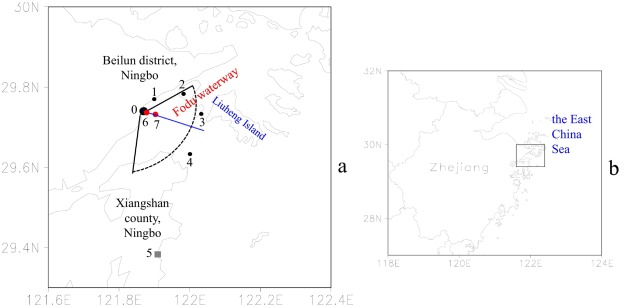 30N
29.8N
29.6N
29.4N
121.6E
121.8E
122E
122.2E
122.4E
Beilun district,
Ningbo
Foduwaterway
Liuheng Island
0
1
2
3
4
5
6
7
Xiangshan
county,
Ningbo
a
32N
30N
28N
118E
120E
122E
124E
the East
China
Sea
Zhejiang
b